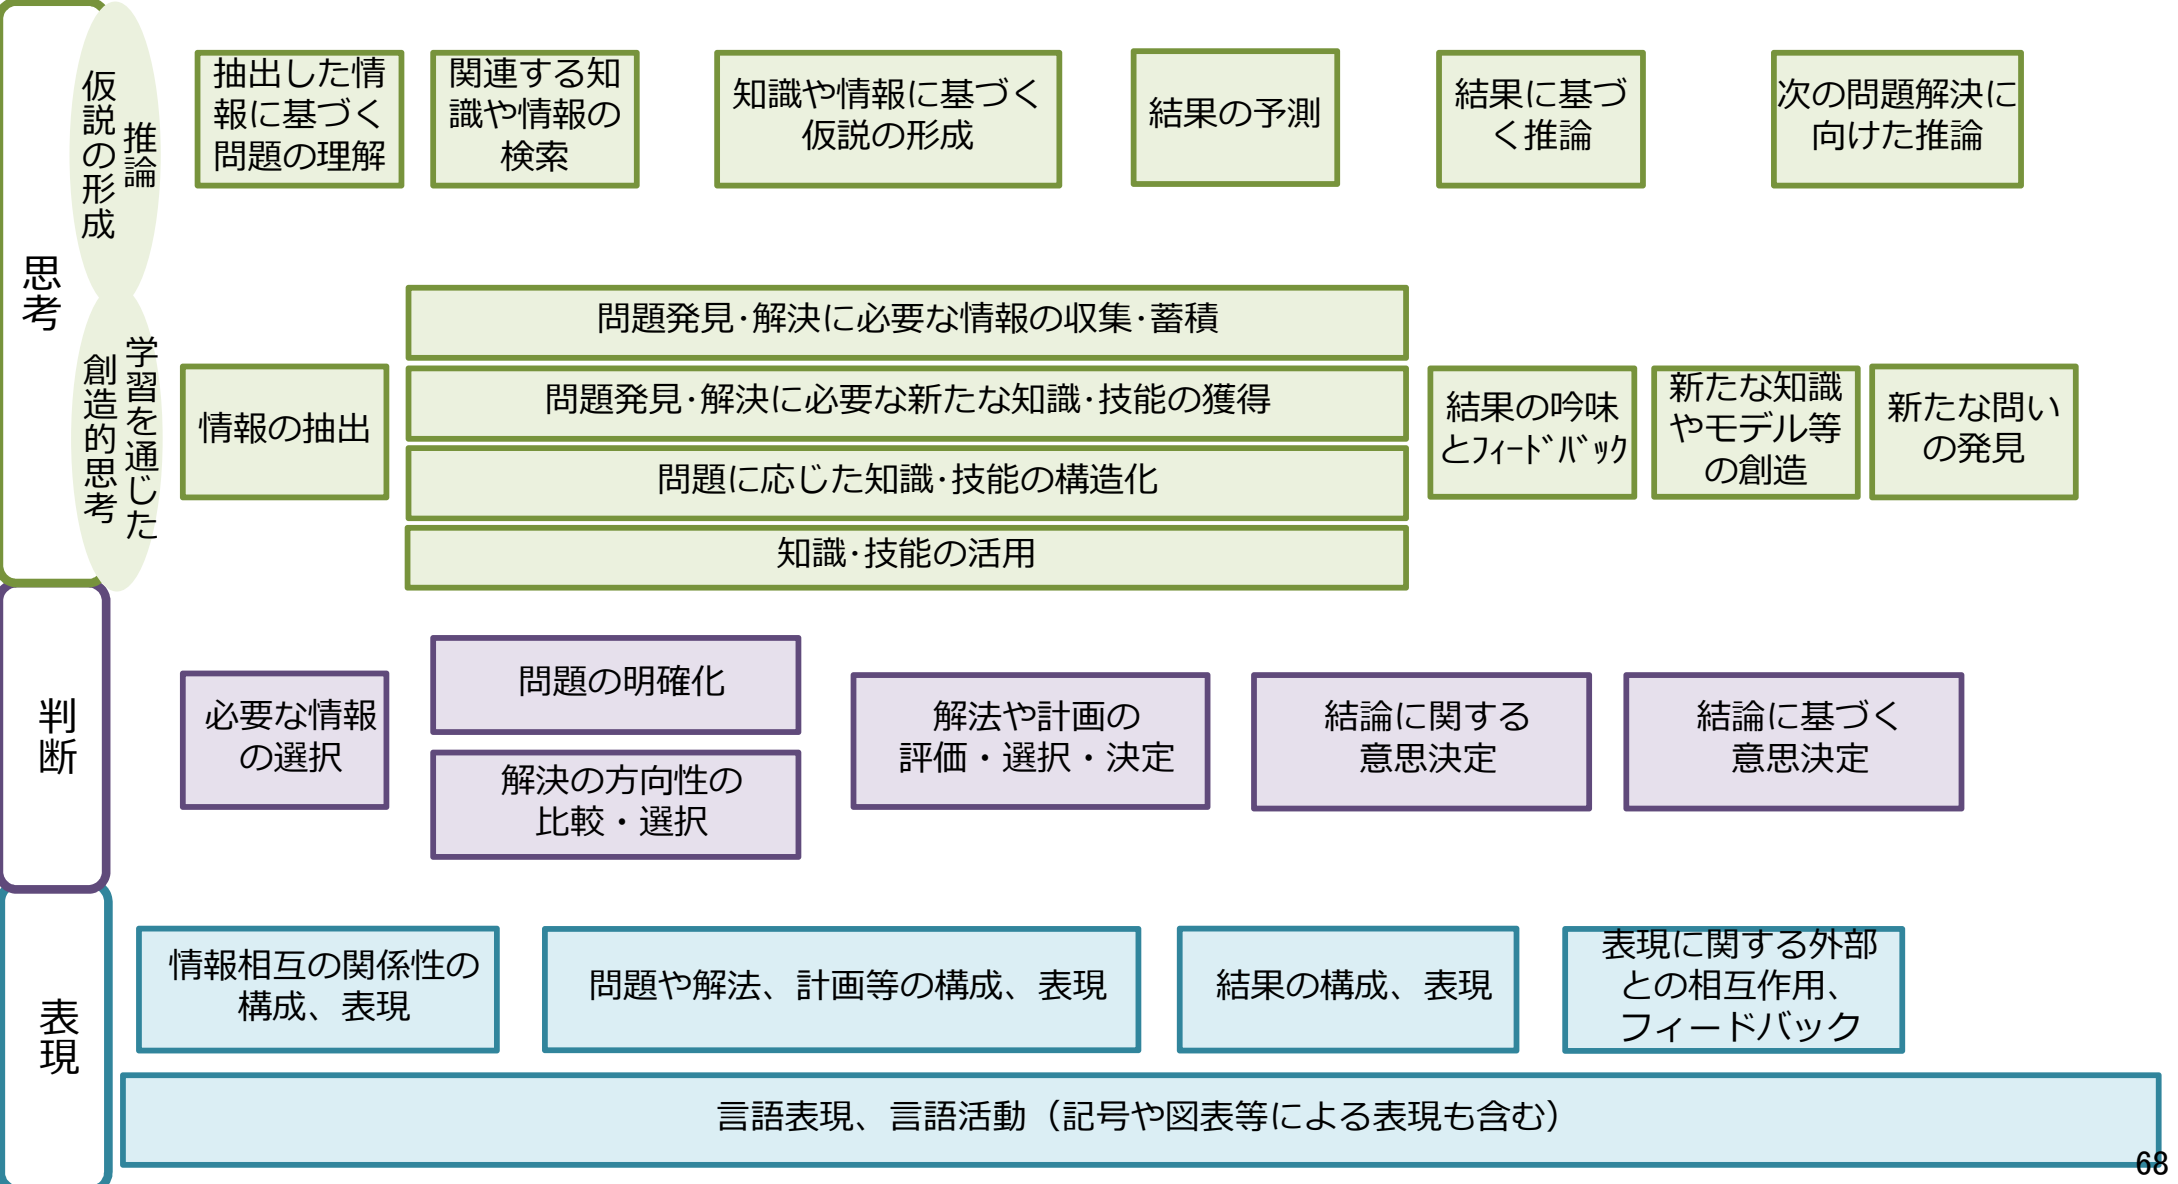 思考
推論
仮説の形成
抽出した情
報に基づく
問題の理解
関連する知
識や情報の
検索
知識や情報に基づく
仮説の形成
結果の予測
結果に基づ
く推論
次の問題解決に
向けた推論
学習を通じた
創造的思考
情報の抽出
問題発見･解決に必要な情報の収集･蓄積
問題発見･解決に必要な新たな知識･技能の獲得
問題に応じた知識･技能の構造化
知識･技能の活用
結果の吟味
とﾌｨｰﾄﾞﾊﾞｯｸ
新たな知識
やモデル等
の創造
新たな問い
の発見
判断
必要な情報
の選択
問題の明確化
解決の方向性の
比較・選択
解法や計画の
評価・選択・決定
結論に関する
意思決定
結論に基づく
意思決定
表現
情報相互の関係性の
構成、表現
問題や解法、計画等の構成、表現
結果の構成、表現
表現に関する外部
との相互作用、
フィードバック
言語表現、言語活動（記号や図表等による表現も含む）
68